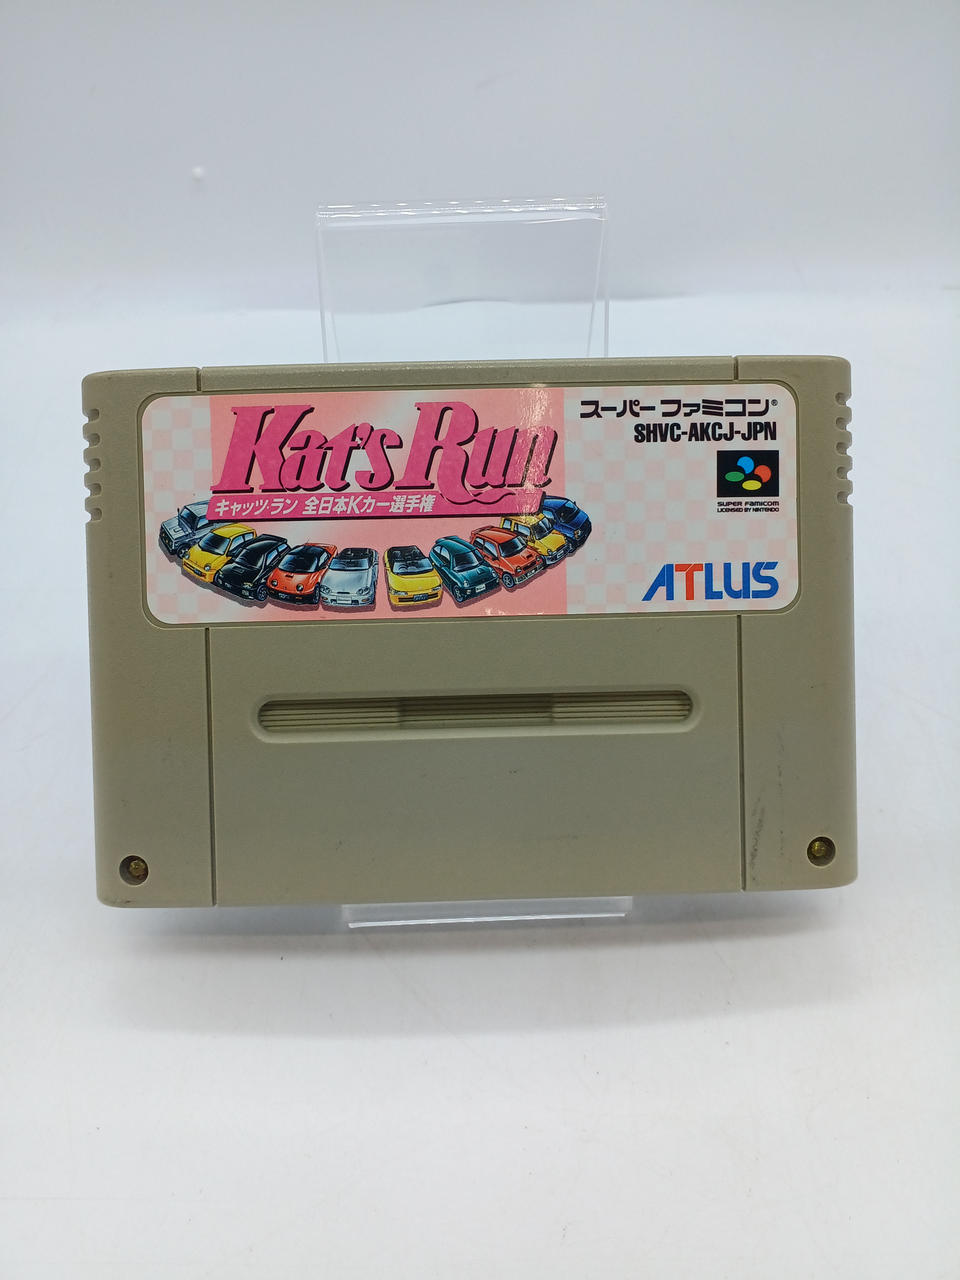 Kat's Run
キャッツ・ラン 全日本Kカー選手権
スーパーファミコン®
SHVC-AKCJ-JPN
SUPER FAMICOM
LICENSED BY NINTENDO
ATLUS